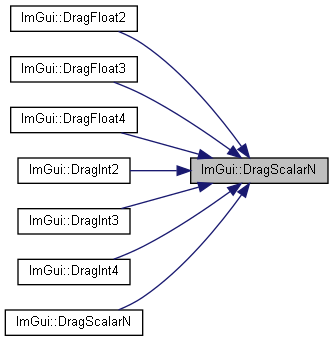 ImGui::DragFloat2
ImGui::DragFloat3
ImGui::DragFloat4
ImGui::DragInt2
ImGui::DragScalarN
ImGui::DragInt3
ImGui::DragInt4
ImGui::DragScalarN